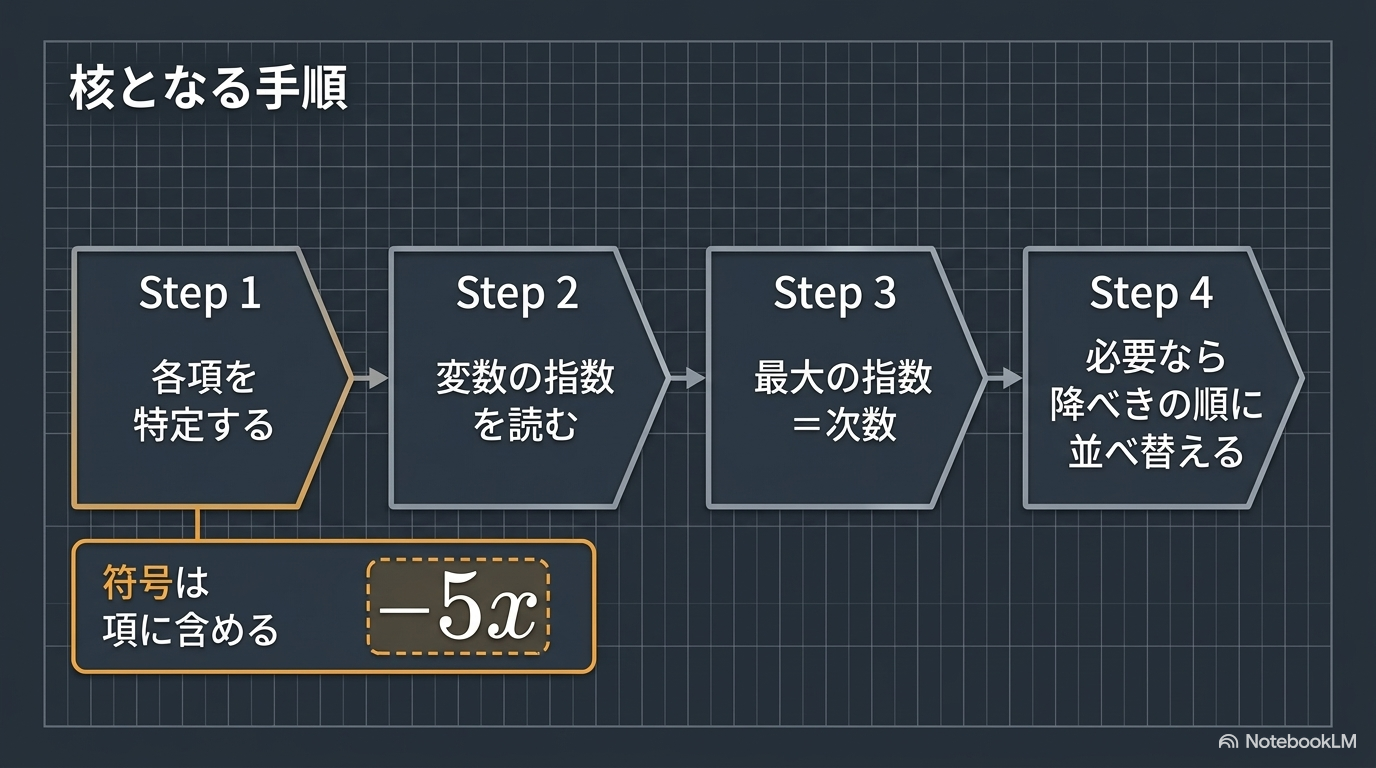 核となる手順
Step 1
各項を
特定する
Step 2
変数の指数
を読む
Step 3
最大の指数
＝次数
Step 4
必要なら
降べきの順に
並べ替える
符号は
項に含める
−5x
NotebookLM